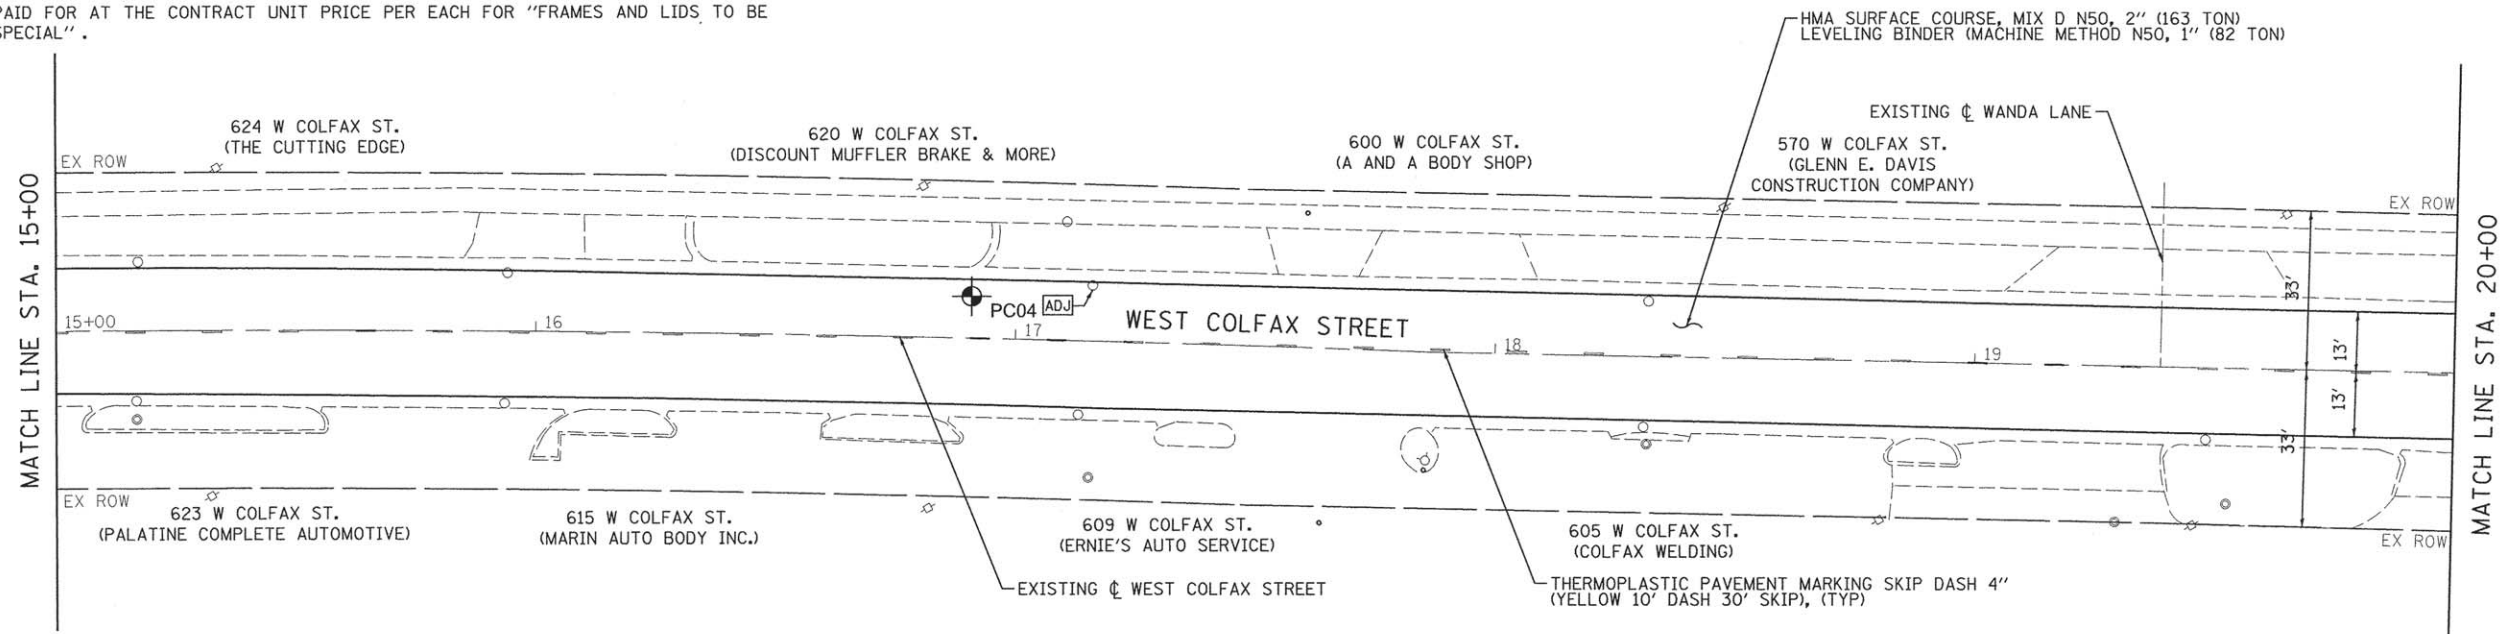 PAID FOR AT THE CONTRACT UNIT PRICE PER EACH FOR "FRAMES AND LIDS TO BE
SPECIAL".
HMA SURFACE COURSE, MIX D N50, 2" (163 TON)
LEVELING BINDER (MACHINE METHOD N50, 1" (82 TON)
EXISTING ℄ WANDA LANE
624 W COLFAX ST.
(THE CUTTING EDGE)
620 W COLFAX ST.
(DISCOUNT MUFFLER BRAKE & MORE)
600 W COLFAX ST.
(A AND A BODY SHOP)
570 W COLFAX ST.
(GLENN E. DAVIS
CONSTRUCTION COMPANY)
EX ROW
EX ROW
MATCH LINE STA. 15+00
MATCH LINE STA. 20+00
33'
PC04
ADJ
WEST COLFAX STREET
15+00
16
17
18
19
13'
13'
33'
EX ROW
EX ROW
623 W COLFAX ST.
(PALATINE COMPLETE AUTOMOTIVE)
615 W COLFAX ST.
(MARIN AUTO BODY INC.)
609 W COLFAX ST.
(ERNIE'S AUTO SERVICE)
605 W COLFAX ST.
(COLFAX WELDING)
EXISTING ℄ WEST COLFAX STREET
THERMOPLASTIC PAVEMENT MARKING SKIP DASH 4"
(YELLOW 10' DASH 30' SKIP), (TYP)